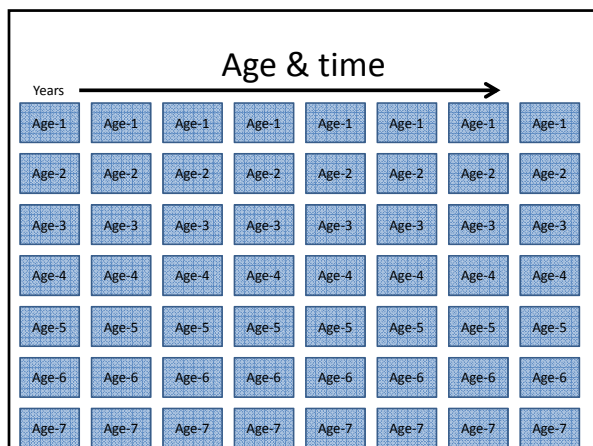 Age & time
Years
Age-1 Age-1 Age-1 Age-1 Age-1 Age-1 Age-1 Age-1
Age-2 Age-2 Age-2 Age-2 Age-2 Age-2 Age-2 Age-2
Age-3 Age-3 Age-3 Age-3 Age-3 Age-3 Age-3 Age-3
Age-4 Age-4 Age-4 Age-4 Age-4 Age-4 Age-4 Age-4
Age-5 Age-5 Age-5 Age-5 Age-5 Age-5 Age-5 Age-5
Age-6 Age-6 Age-6 Age-6 Age-6 Age-6 Age-6 Age-6
Age-7 Age-7 Age-7 Age-7 Age-7 Age-7 Age-7 Age-7